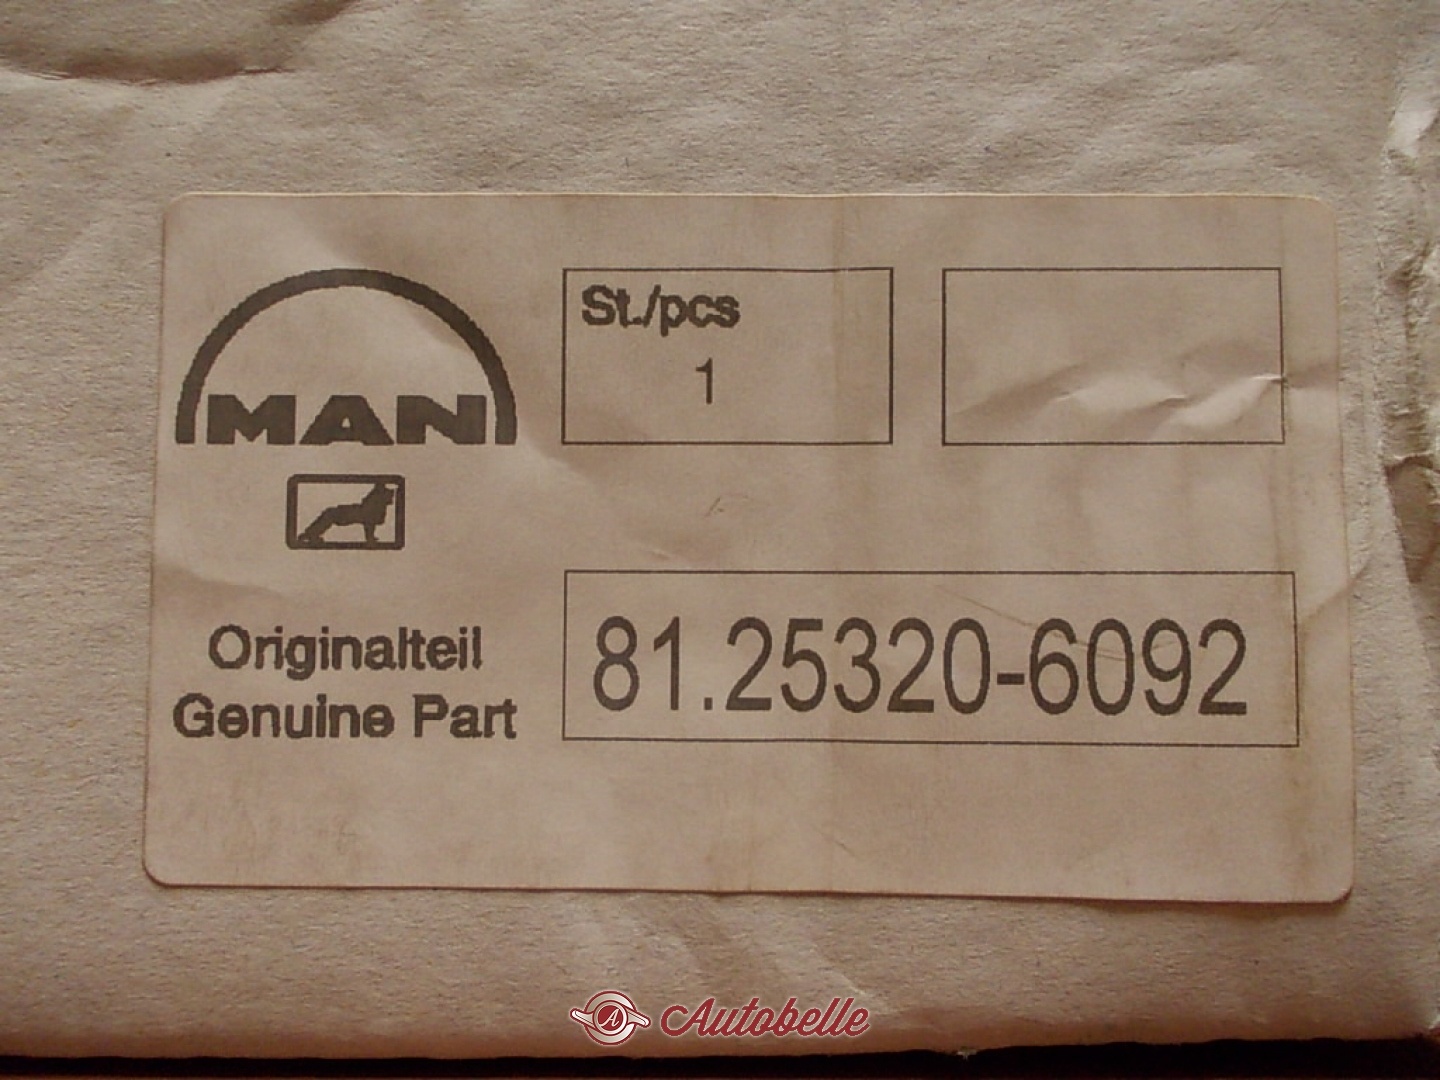 MAN
St./pcs
1
Originalteil
Genuine Part
81.25320-6092
A Autobelle